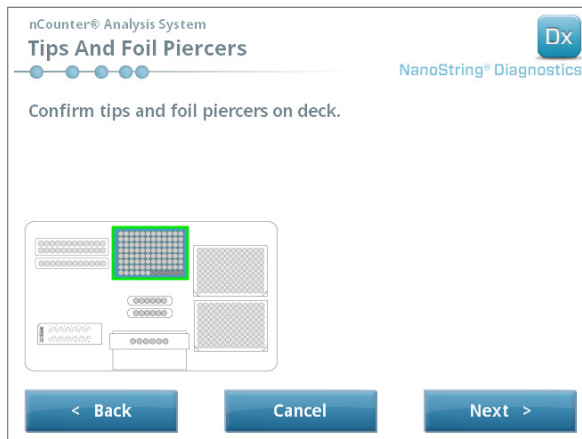 nCounter® Analysis System
Tips And Foil Piercers
Dx
NanoString® Diagnostics
Confirm tips and foil piercers on deck.
< Back
Cancel
Next >